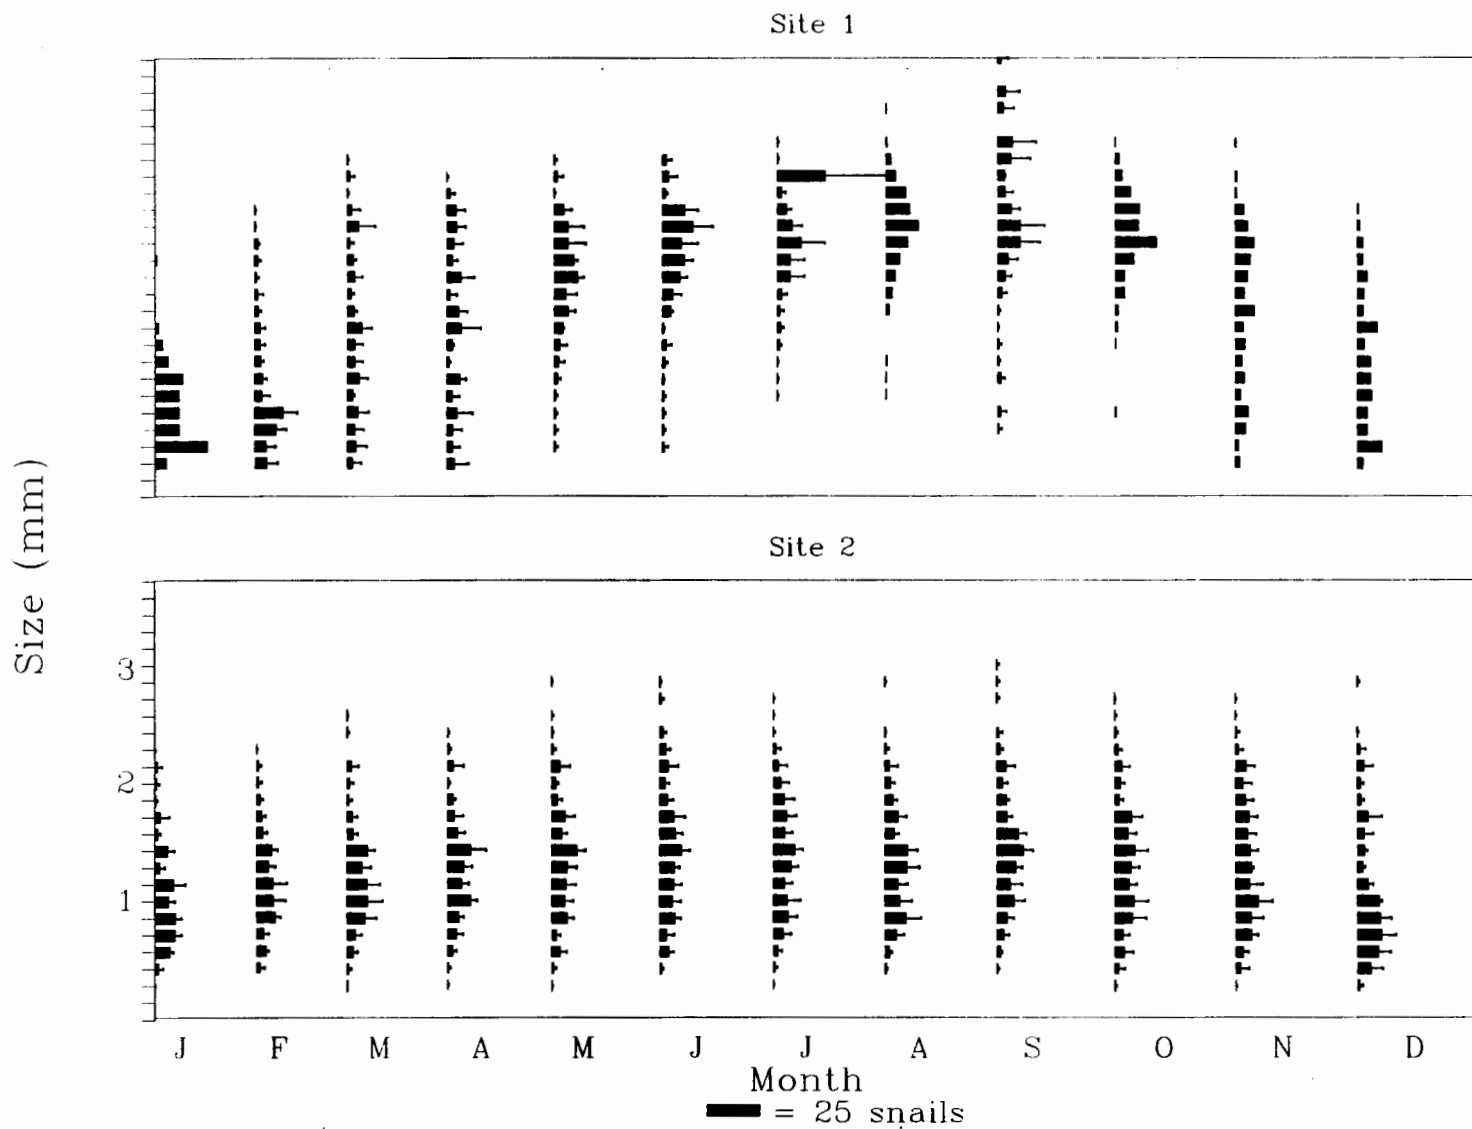 Site 1
Site 2
Size (mm)
3
2
1
J F M A M J J A S O N D
Month
= 25 snails